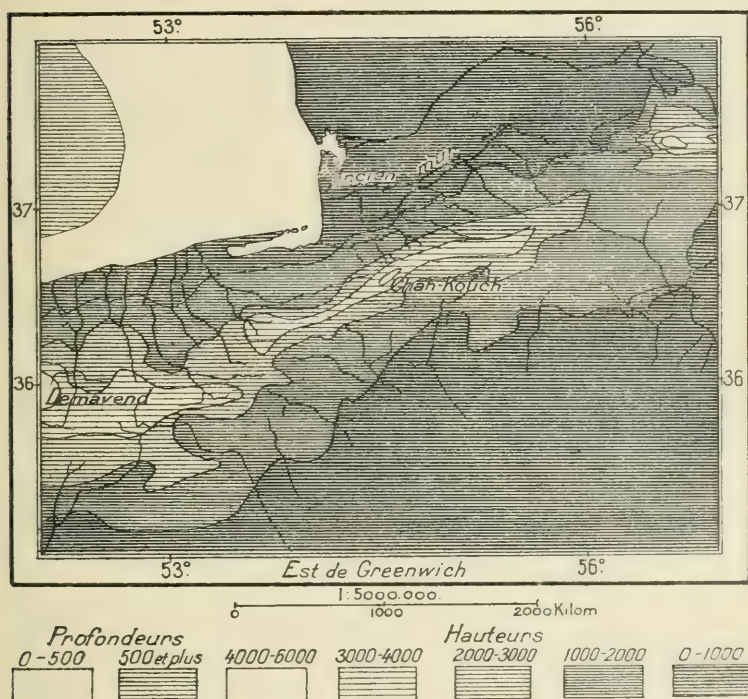 53° 56°
ancien mur
37 37
Chah-Kouch
36 36
Demavend
53° 56°
Est de Greenwich
1:5000.000.
0 1000 2000 Kilom
Profondeurs Hauteurs
0-500 500 et plus 4000-6000 3000-4000 2000-3000 1000-2000 0-1000